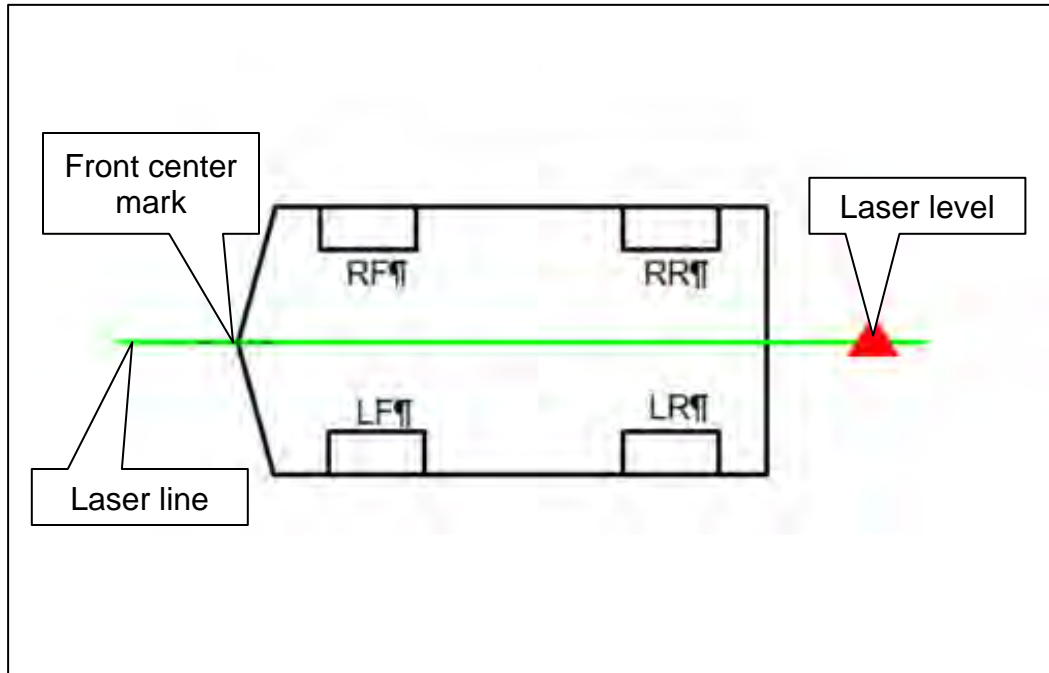 Front center
mark
Laser level
RF¶
RR¶
LF¶
LR¶
Laser line